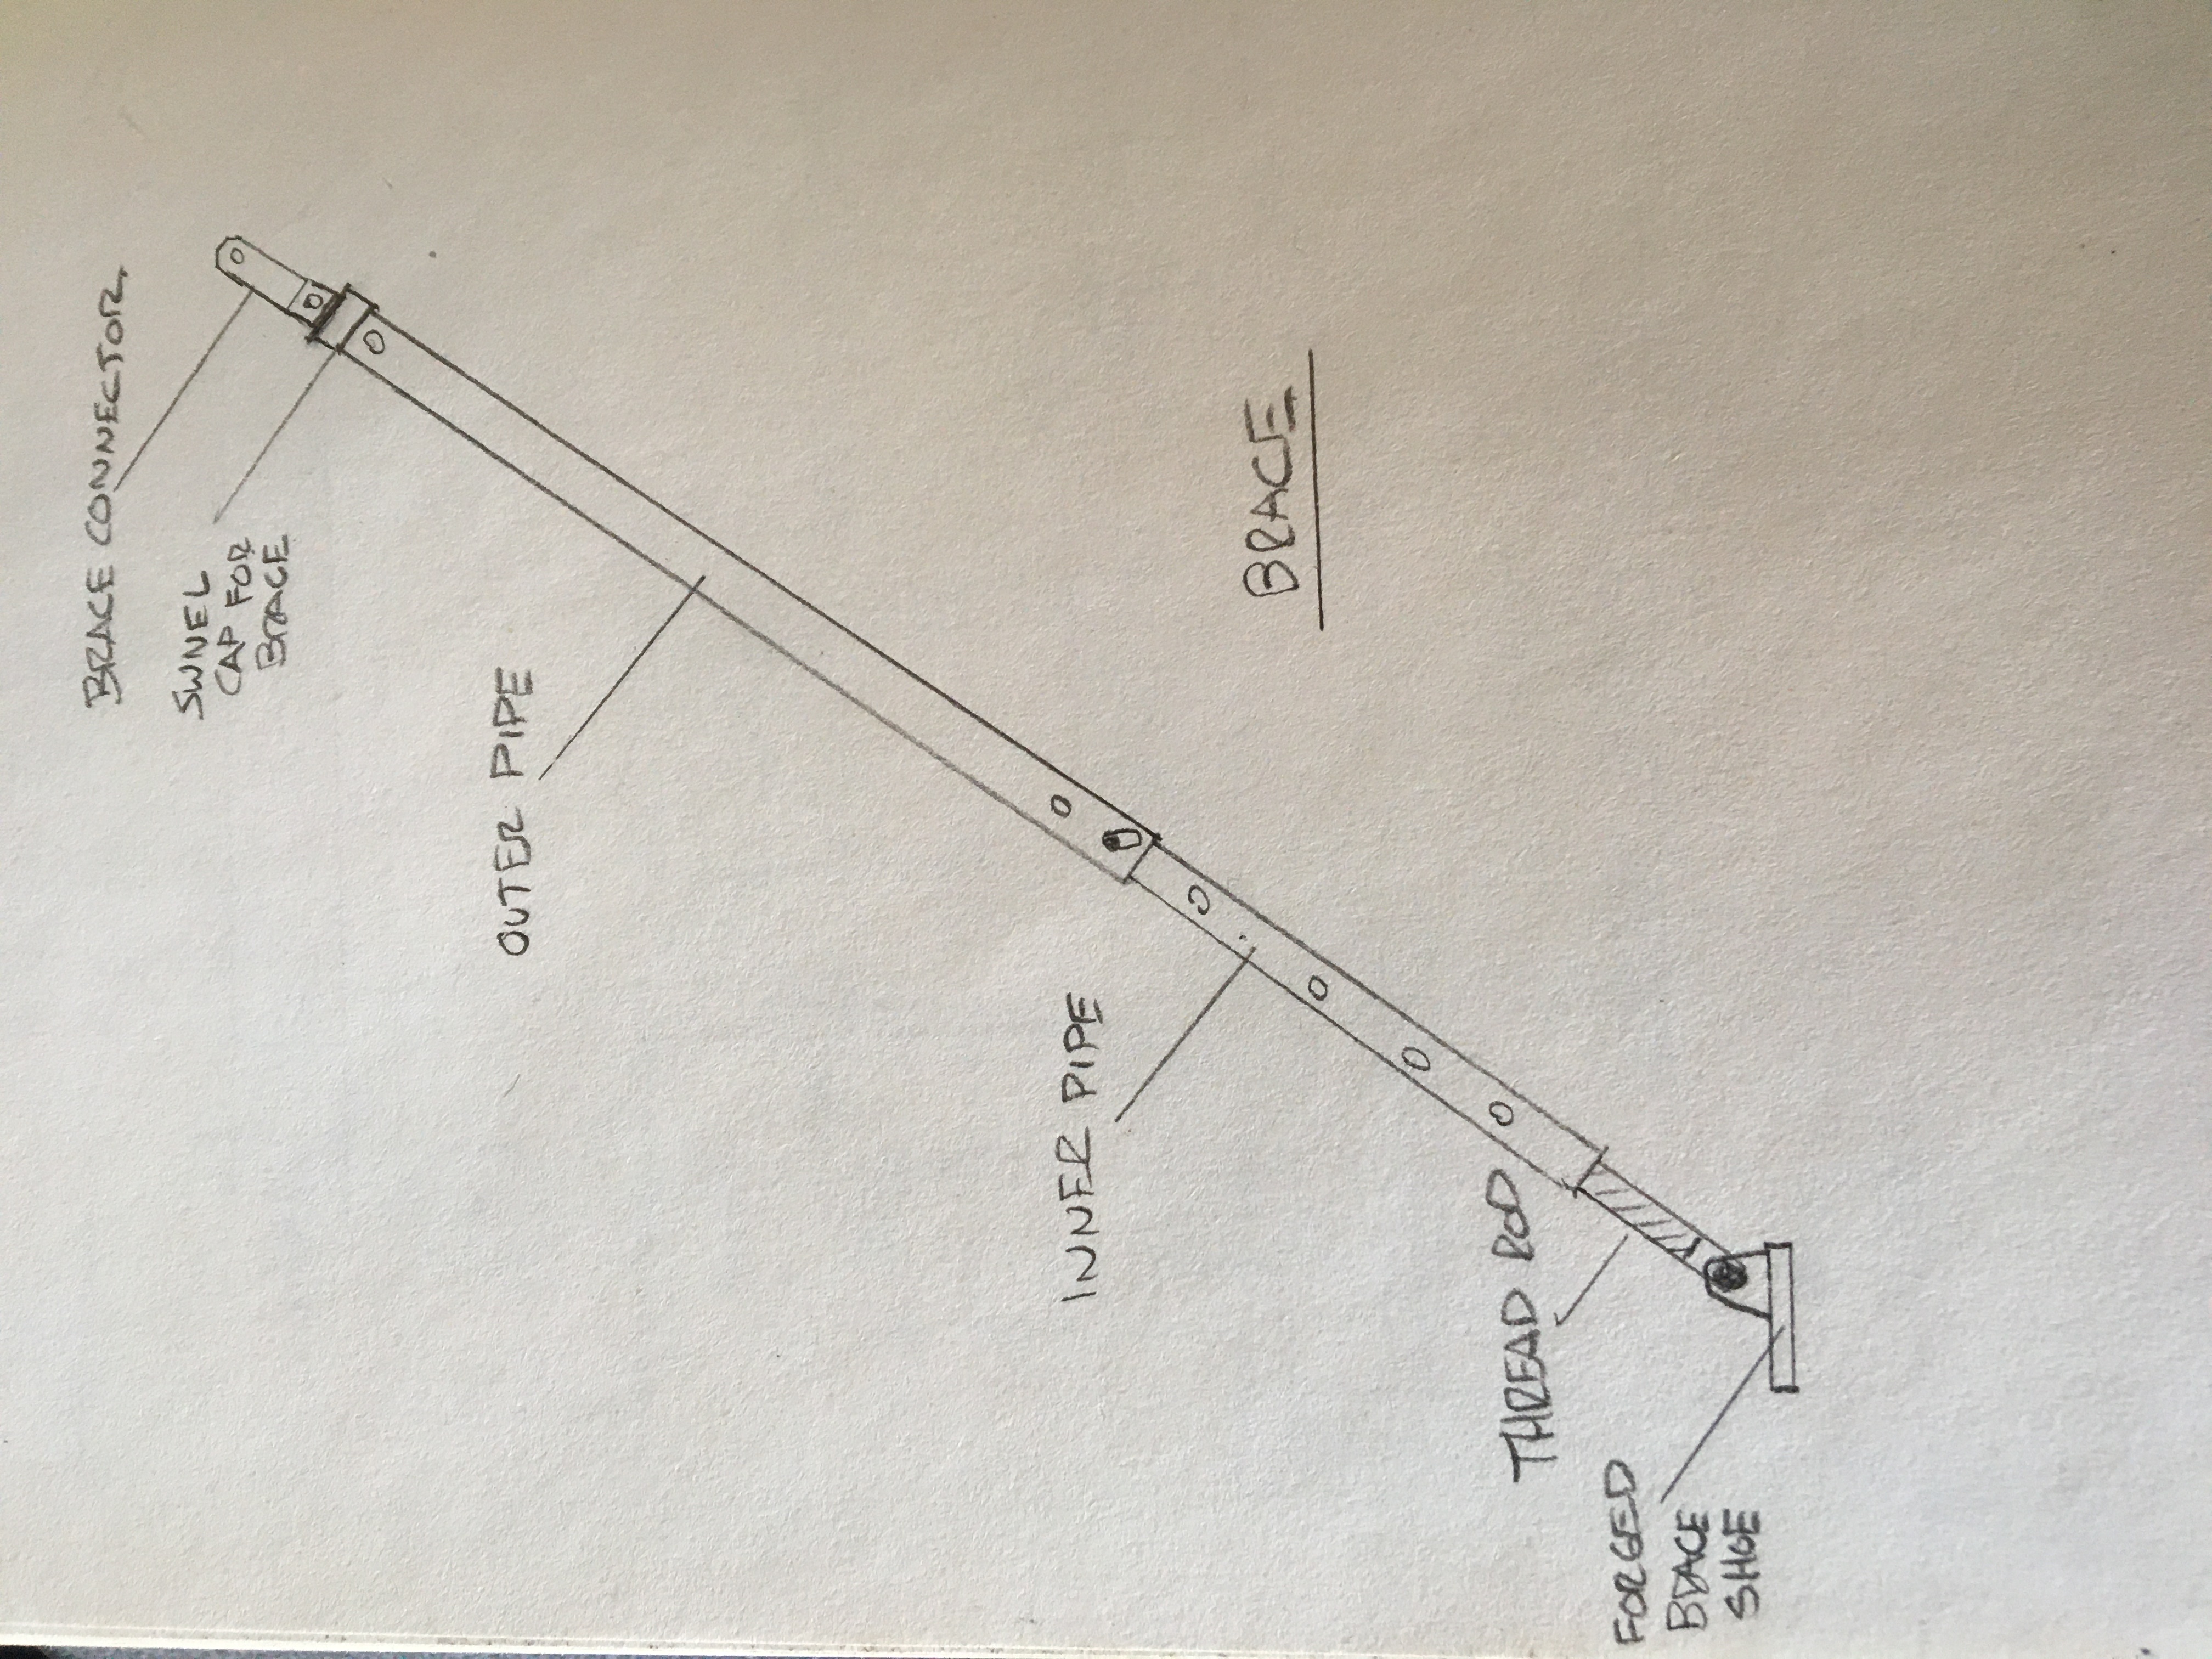 BRACE CONNECTOR.
SWIVEL
CAP FOR
BRACE
OUTER PIPE
INNER PIPE
BRACE
THREAD ROD
FORGED
BRACE
SHOE